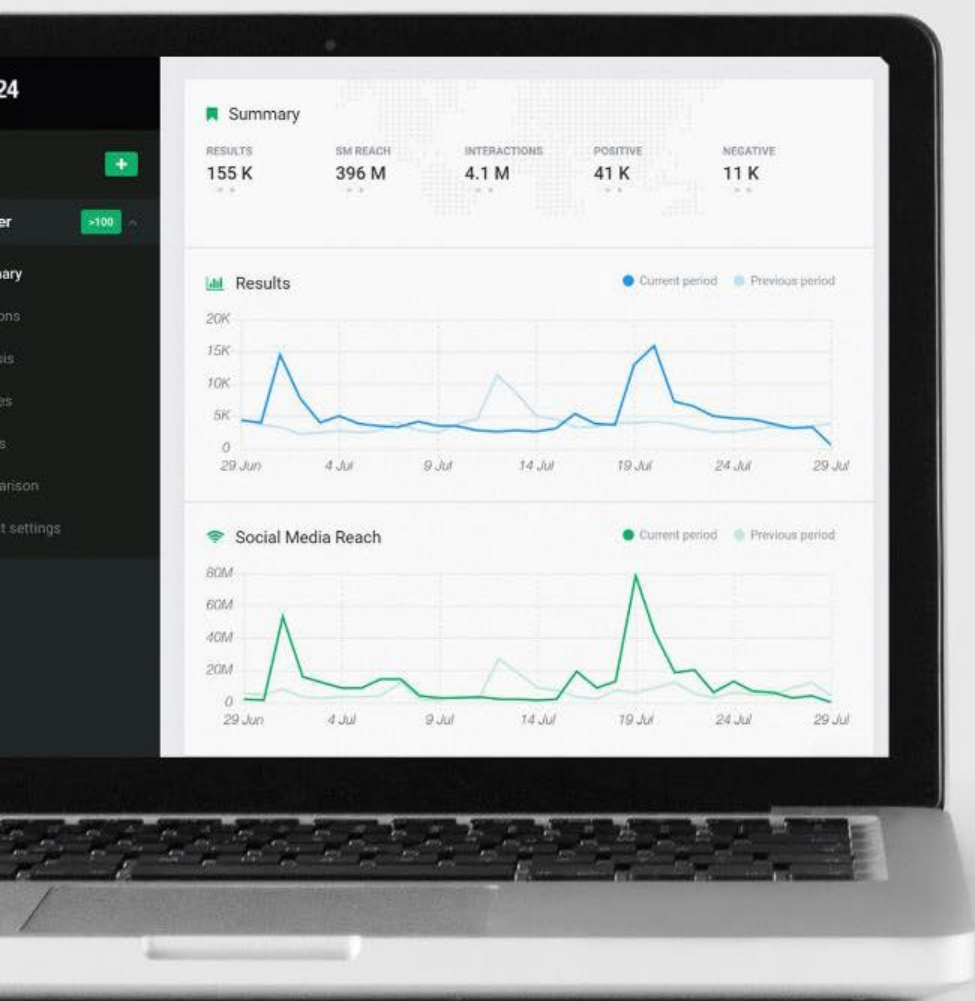 24
+
er
>100
ary
ons
sis
es
s
arison
t settings
Summary
RESULTS SM REACH INTERACTIONS POSITIVE NEGATIVE
155 K 396 M 4.1 M 41 K 11 K
Results
Current period Previous period
20K
15K
10K
5K
0
29 Jun 4 Jul 9 Jul 14 Jul 19 Jul 24 Jul 29 Jul
Social Media Reach
Current period Previous period
80M
60M
40M
20M
0
29 Jun 4 Jul 9 Jul 14 Jul 19 Jul 24 Jul 29 Jul